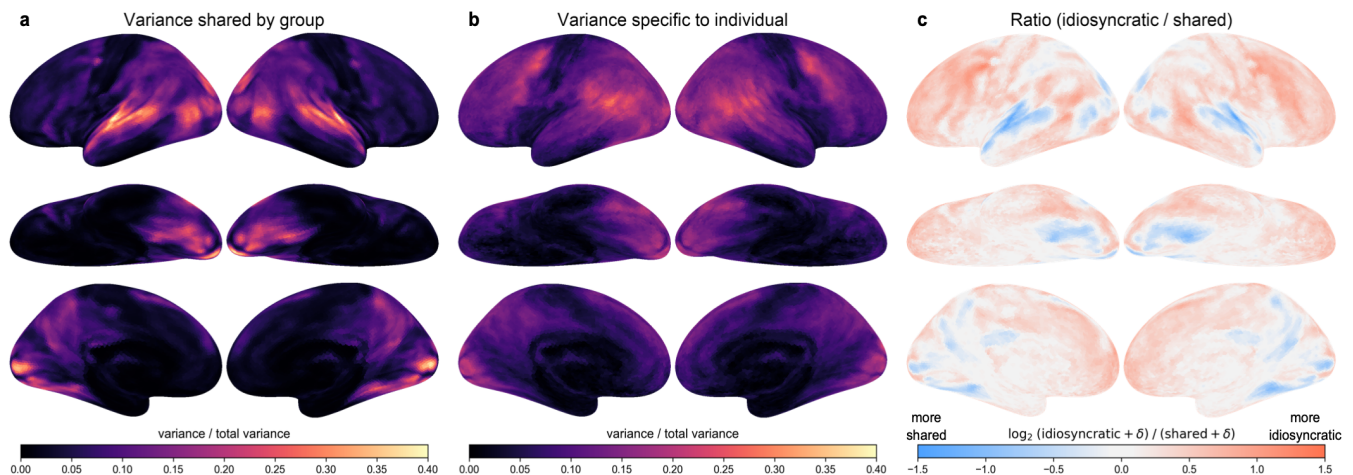 a Variance shared by group
b Variance specific to individual
c Ratio (idiosyncratic / shared)
variance / total variance
0.00 0.05 0.10 0.15 0.20 0.25 0.30 0.35 0.40
variance / total variance
0.00 0.05 0.10 0.15 0.20 0.25 0.30 0.35 0.40
more
shared
log₂ (idiosyncratic + δ) / (shared + δ)
more
idiosyncratic
−1.5 −1.0 −0.5 0.0 0.5 1.0 1.5